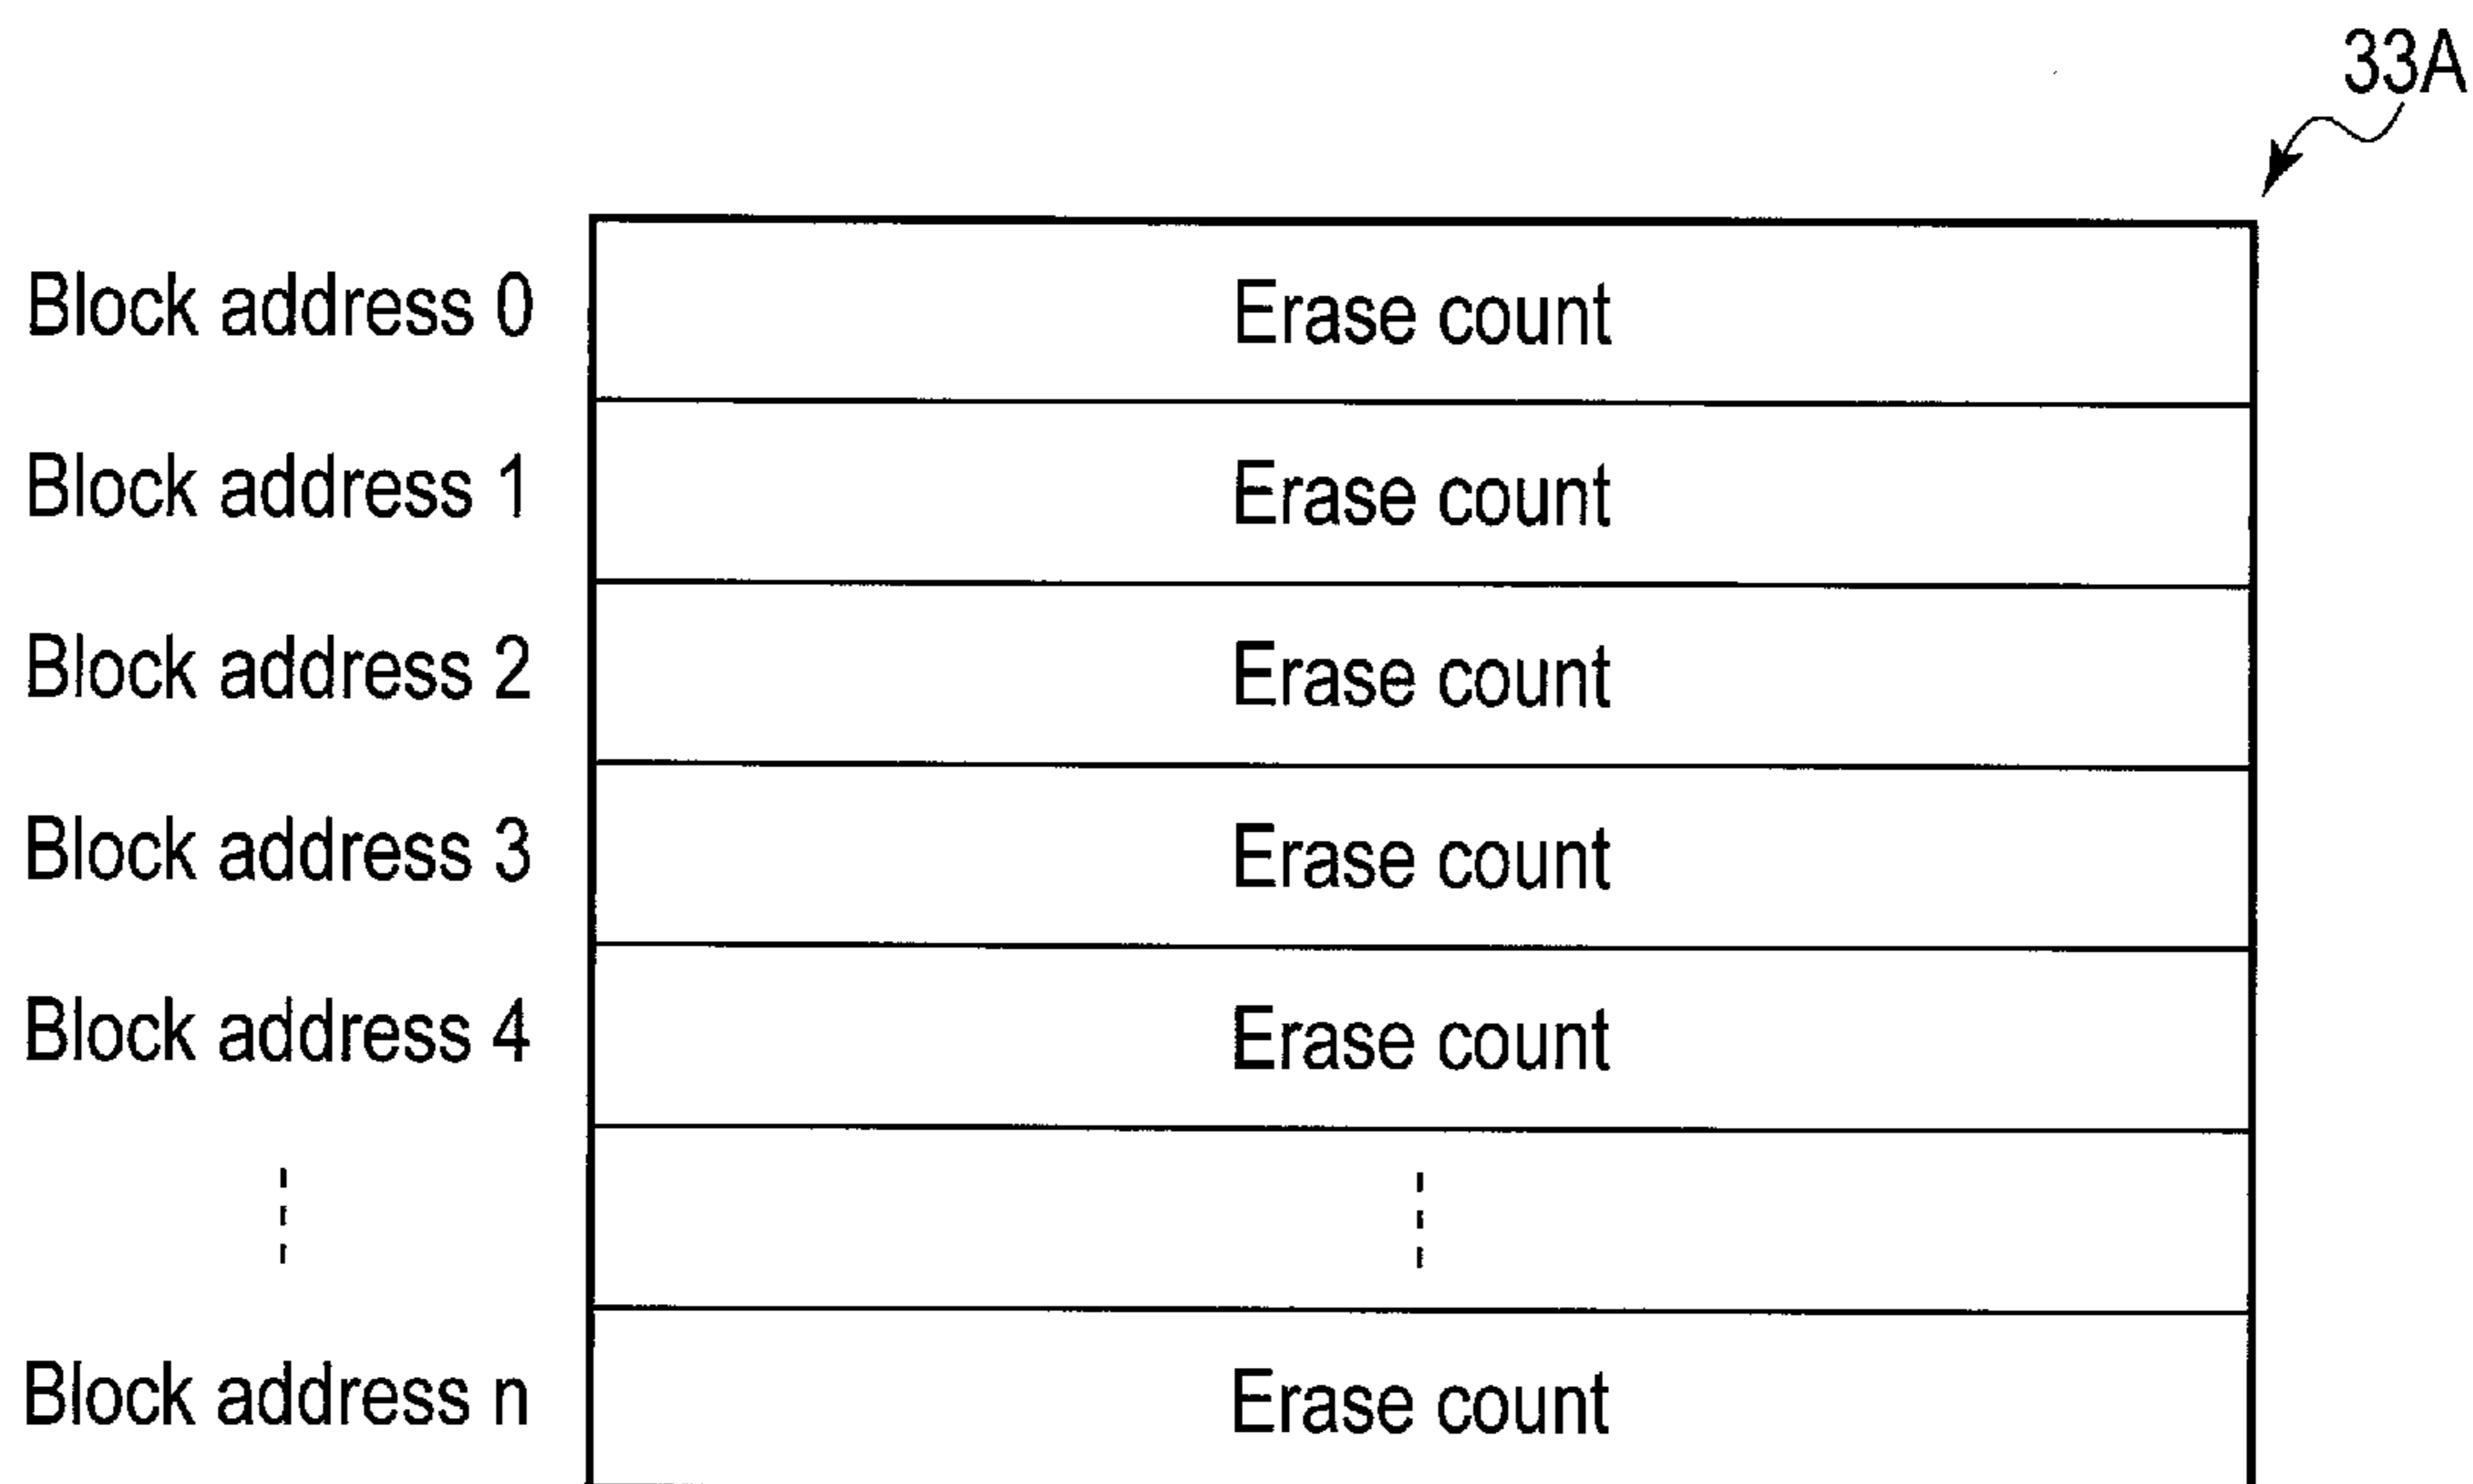 33A
Block address 0 Erase count
Block address 1 Erase count
Block address 2 Erase count
Block address 3 Erase count
Block address 4 Erase count
Block address n Erase count